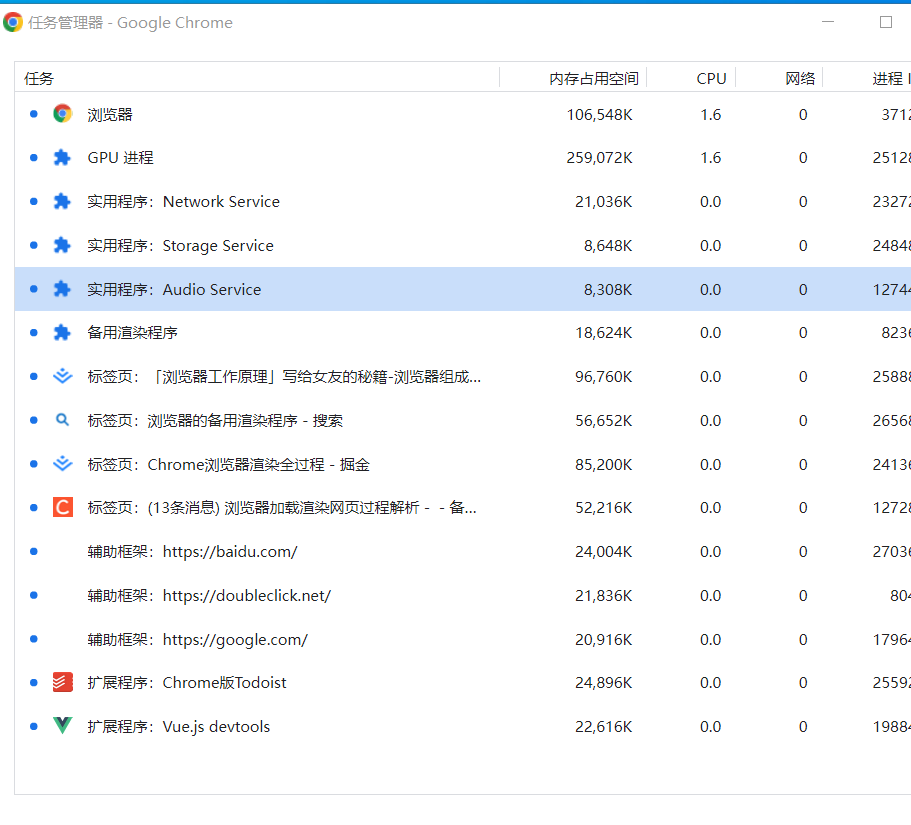 任务管理器 - Google Chrome
任务 内存占用空间 CPU 网络 进程 I
浏览器 106,548K 1.6 0 3712
GPU 进程 259,072K 1.6 0 25128
实用程序：Network Service 21,036K 0.0 0 23272
实用程序：Storage Service 8,648K 0.0 0 24848
实用程序：Audio Service 8,308K 0.0 0 12744
备用渲染程序 18,624K 0.0 0 8236
标签页：「浏览器工作原理」写给女友的秘籍-浏览器组成... 96,760K 0.0 0 25888
标签页：浏览器的备用渲染程序 - 搜索 56,652K 0.0 0 26568
标签页：Chrome浏览器渲染全过程 - 掘金 85,200K 0.0 0 24136
标签页：(13条消息) 浏览器加载渲染网页过程解析 - - 备... 52,216K 0.0 0 12728
辅助框架：https://baidu.com/ 24,004K 0.0 0 27036
辅助框架：https://doubleclick.net/ 21,836K 0.0 0 804
辅助框架：https://google.com/ 20,916K 0.0 0 17964
扩展程序：Chrome版Todoist 24,896K 0.0 0 25592
扩展程序：Vue.js devtools 22,616K 0.0 0 19884